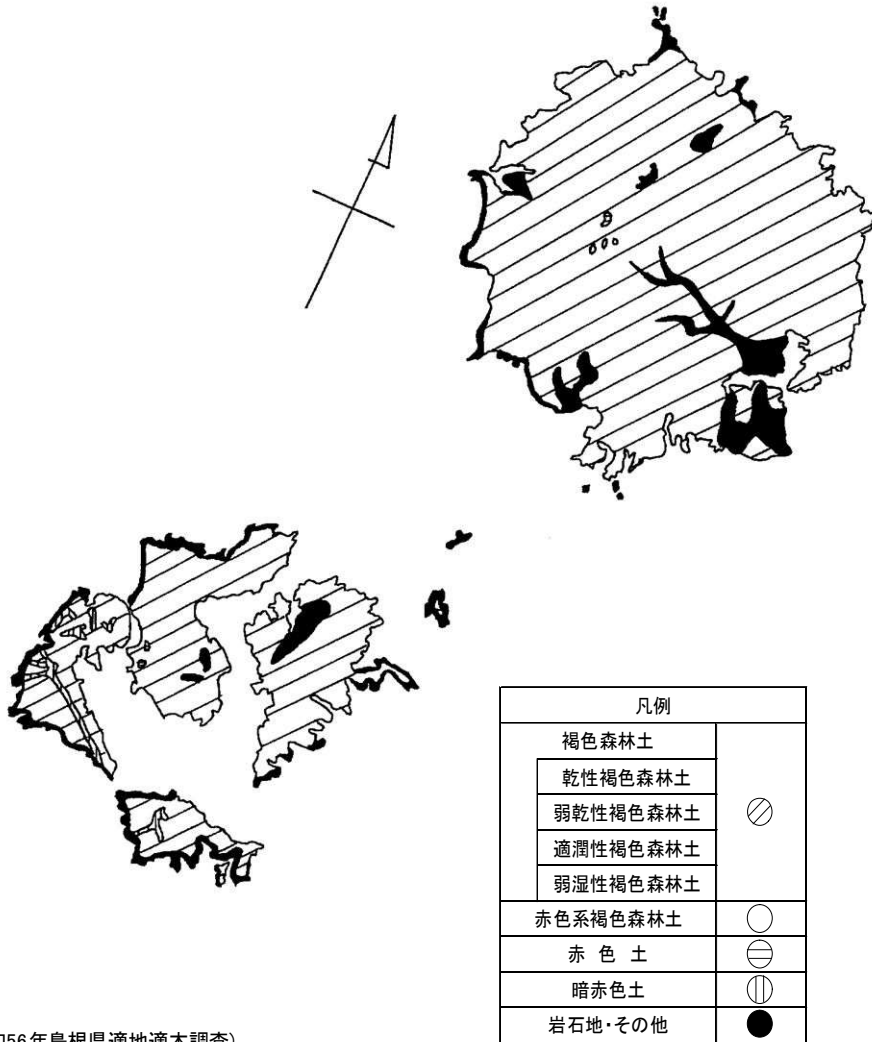 凡例
褐色森林土
乾性褐色森林土
弱乾性褐色森林土
適潤性褐色森林土
弱湿性褐色森林土
赤色系褐色森林土
赤 色 土
暗赤色土
岩石地・その他
56年島根県適地適木調査)